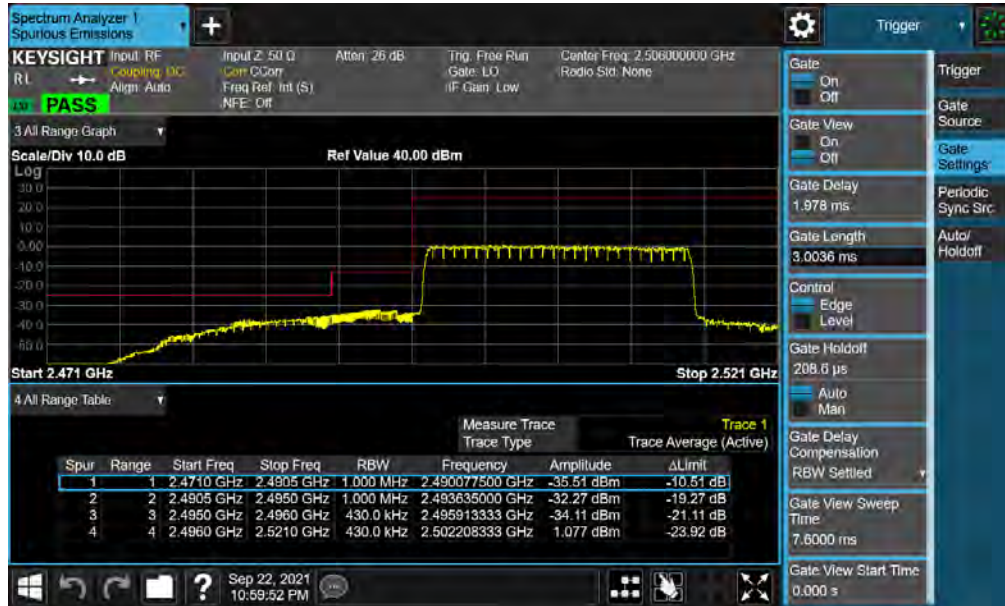 Spectrum Analyzer 1
Spurious Emissions
Trigger
KEYSIGHT
Input: RF
Coupling: DC
Align: Auto
Input Z: 50 Ω
Corr CCorr
Freq Ref: Int (S)
NFE: Off
Atten: 26 dB
Trig: Free Run
Gate: LO
IF Gain: Low
Center Freq: 2.506000000 GHz
Radio Std: None
PASS
3 All Range Graph
Scale/Div 10.0 dB
Ref Value 40.00 dBm
Log
30.0
20.0
10.0
0.00
-10.0
-20.0
-30.0
-40.0
Start 2.471 GHz
Stop 2.521 GHz
4 All Range Table
Measure Trace Trace 1
Trace Type Trace Average (Active)
Spur Range Start Freq Stop Freq RBW Frequency Amplitude ΔLimit
1 1 2.4710 GHz 2.4905 GHz 1.000 MHz 2.490077500 GHz -35.51 dBm -10.51 dB
2 2 2.4905 GHz 2.4950 GHz 1.000 MHz 2.493635000 GHz -32.27 dBm -19.27 dB
3 3 2.4950 GHz 2.4960 GHz 430.0 kHz 2.495913333 GHz -34.11 dBm -21.11 dB
4 4 2.4960 GHz 2.5210 GHz 430.0 kHz 2.502208333 GHz 1.077 dBm -23.92 dB
Sep 22, 2021
10:59:52 PM
Gate
On
Off
Gate View
On
Off
Gate Delay
1.978 ms
Gate Length
3.0036 ms
Control
Edge
Level
Gate Holdoff
208.6 µs
Auto
Man
Gate Delay
Compensation
RBW Settled
Gate View Sweep
Time
7.6000 ms
Gate View Start Time
0.000 s
Trigger
Gate
Source
Gate
Settings
Periodic
Sync Src
Auto/
Holdoff